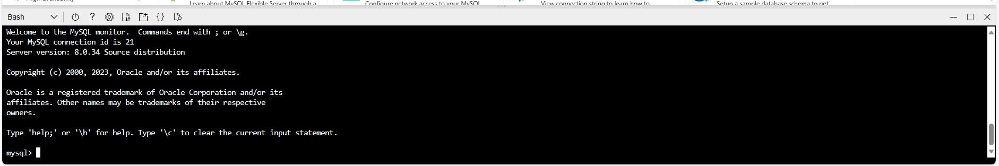 Learn about MySQL Flexible Server through a
Configure network access to your MySQL
View connection string to learn how to
Setup a sample database schema to get
Bash
Welcome to the MySQL monitor.  Commands end with ; or \g.
Your MySQL connection id is 21
Server version: 8.0.34 Source distribution
Copyright (c) 2000, 2023, Oracle and/or its affiliates.
Oracle is a registered trademark of Oracle Corporation and/or its
affiliates. Other names may be trademarks of their respective
owners.
Type 'help;' or '\h' for help. Type '\c' to clear the current input statement.
mysql>